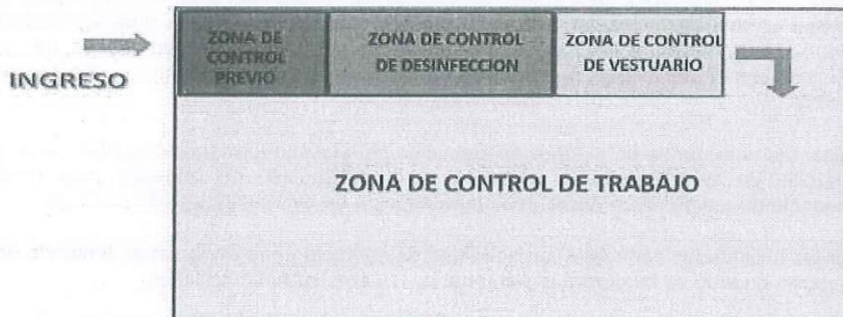 INGRESO
ZONA DE
CONTROL
PREVIO
ZONA DE CONTROL
DE DESINFECCION
ZONA DE CONTROL
DE VESTUARIO
ZONA DE CONTROL DE TRABAJO